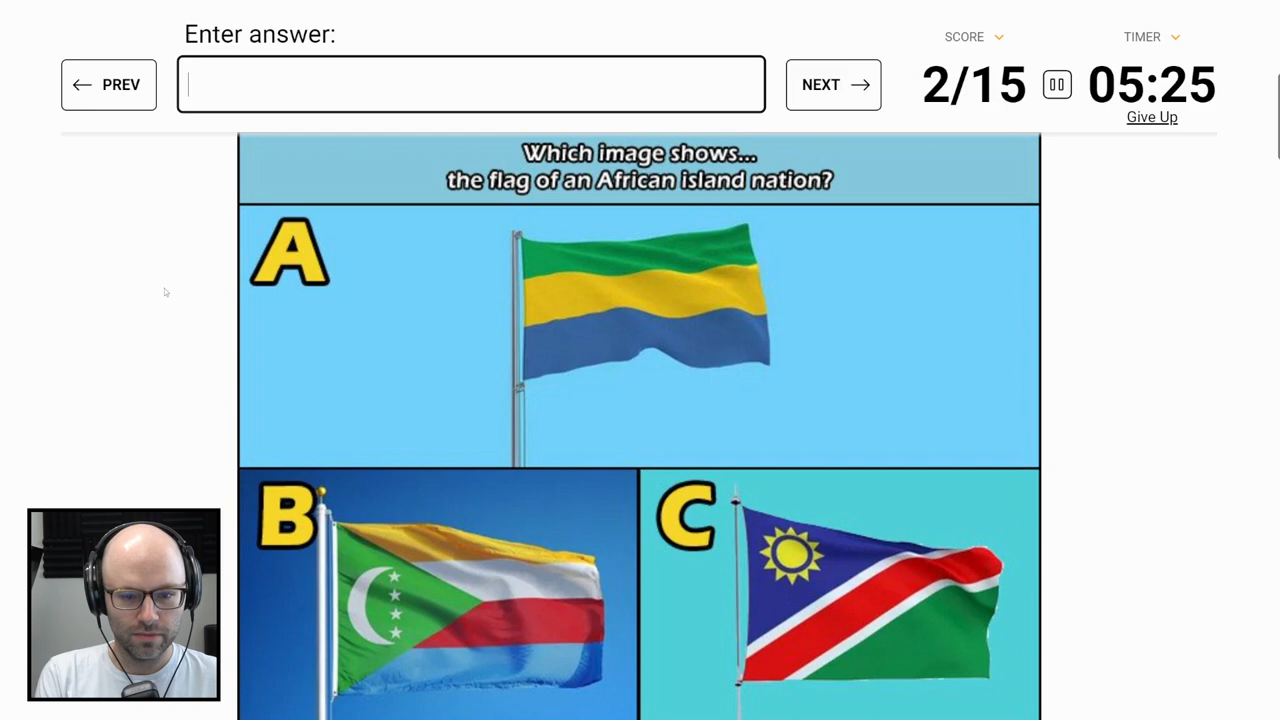 Enter answer:
SCORE
TIMER
PREV
NEXT
2/15
05:25
Give Up
Which image shows...
the flag of an African island nation?
A
B
C